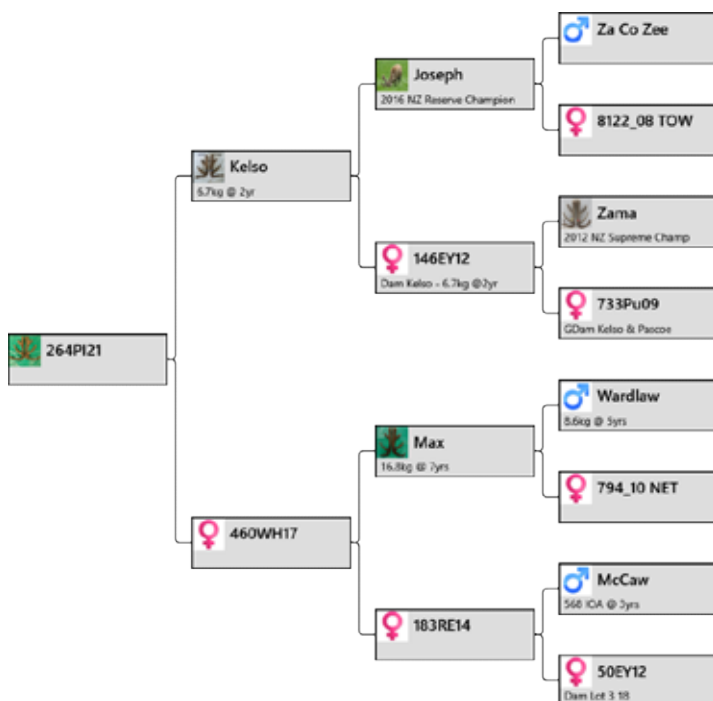 Za Co Zee
Joseph
2016 NZ Reserve Champion
8122_08 TOW
Kelso
6.7kg @ 2yr
Zama
2012 NZ Supreme Champ
146EY12
Dam Kelso - 6.7kg @2yr
733Pu09
GDam Kelso & Pascoe
264PI21
Wardlaw
8.6kg @ 5yrs
Max
16.8kg @ 7yrs
794_10 NET
460WH17
McCaw
568 IOA @ 3yrs
183RE14
50EY12
Dam Lot 3 18